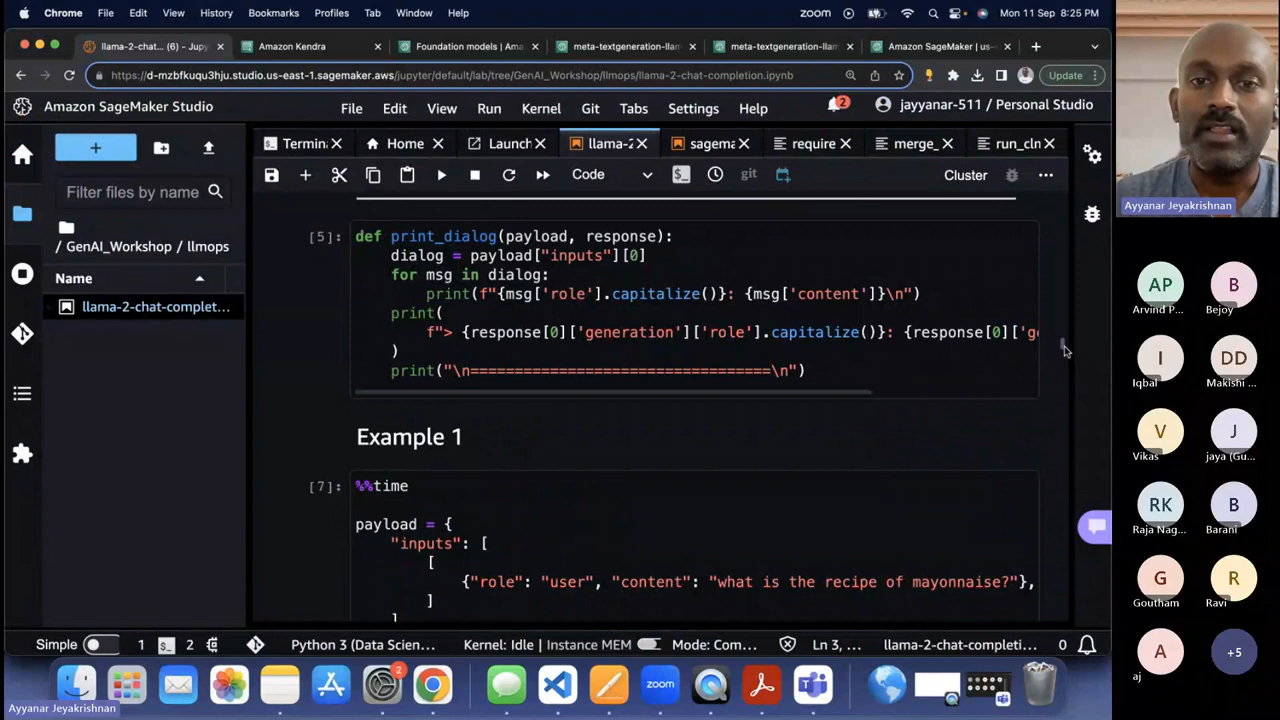 Chrome File Edit View History Bookmarks Profiles Tab Window Help zoom Mon 11 Sep 8:25 PM
llama-2-chat... (6) - Jupy Amazon Kendra Foundation models | Ama meta-textgeneration-llam meta-textgeneration-llam Amazon SageMaker | us-
https://d-mzbfkuqu3hju.studio.us-east-1.sagemaker.aws/jupyter/default/lab/tree/GenAI_Workshop/llmops/llama-2-chat-completion.ipynb Update
Amazon SageMaker Studio File Edit View Run Kernel Git Tabs Settings Help 2 jayyanar-511 / Personal Studio
Termin Home Launch llama-2 sagema require merge_ run_cln
+ Code git Cluster
Filter files by name
/ GenAI_Workshop / llmops
Name
llama-2-chat-complet...
[5]: def print_dialog(payload, response):
dialog = payload["inputs"][0]
for msg in dialog:
print(f"{msg['role'].capitalize()}: {msg['content']}\n")
print(
f"> {response[0]['generation']['role'].capitalize()}: {response[0]['ge
)
print("\n==================================\n")
Example 1
[7]: %%time
payload = {
"inputs": [
[
{"role": "user", "content": "what is the recipe of mayonnaise?"},
]
]
Simple 1 2 Python 3 (Data Scien... Kernel: Idle | Instance MEM Mode: Com... Ln 3, ... llama-2-chat-completi... 0
2
zoom
Ayyanar Jeyakrishnan
Ayyanar Jeyakrishnan
AP B
Arvind P... Bejoy
I DD
Iqbal Makishi ...
V J
Vikas jaya (Gu...
RK B
Raja Nag... Barani
G R
Goutham Ravi
A +5
aj